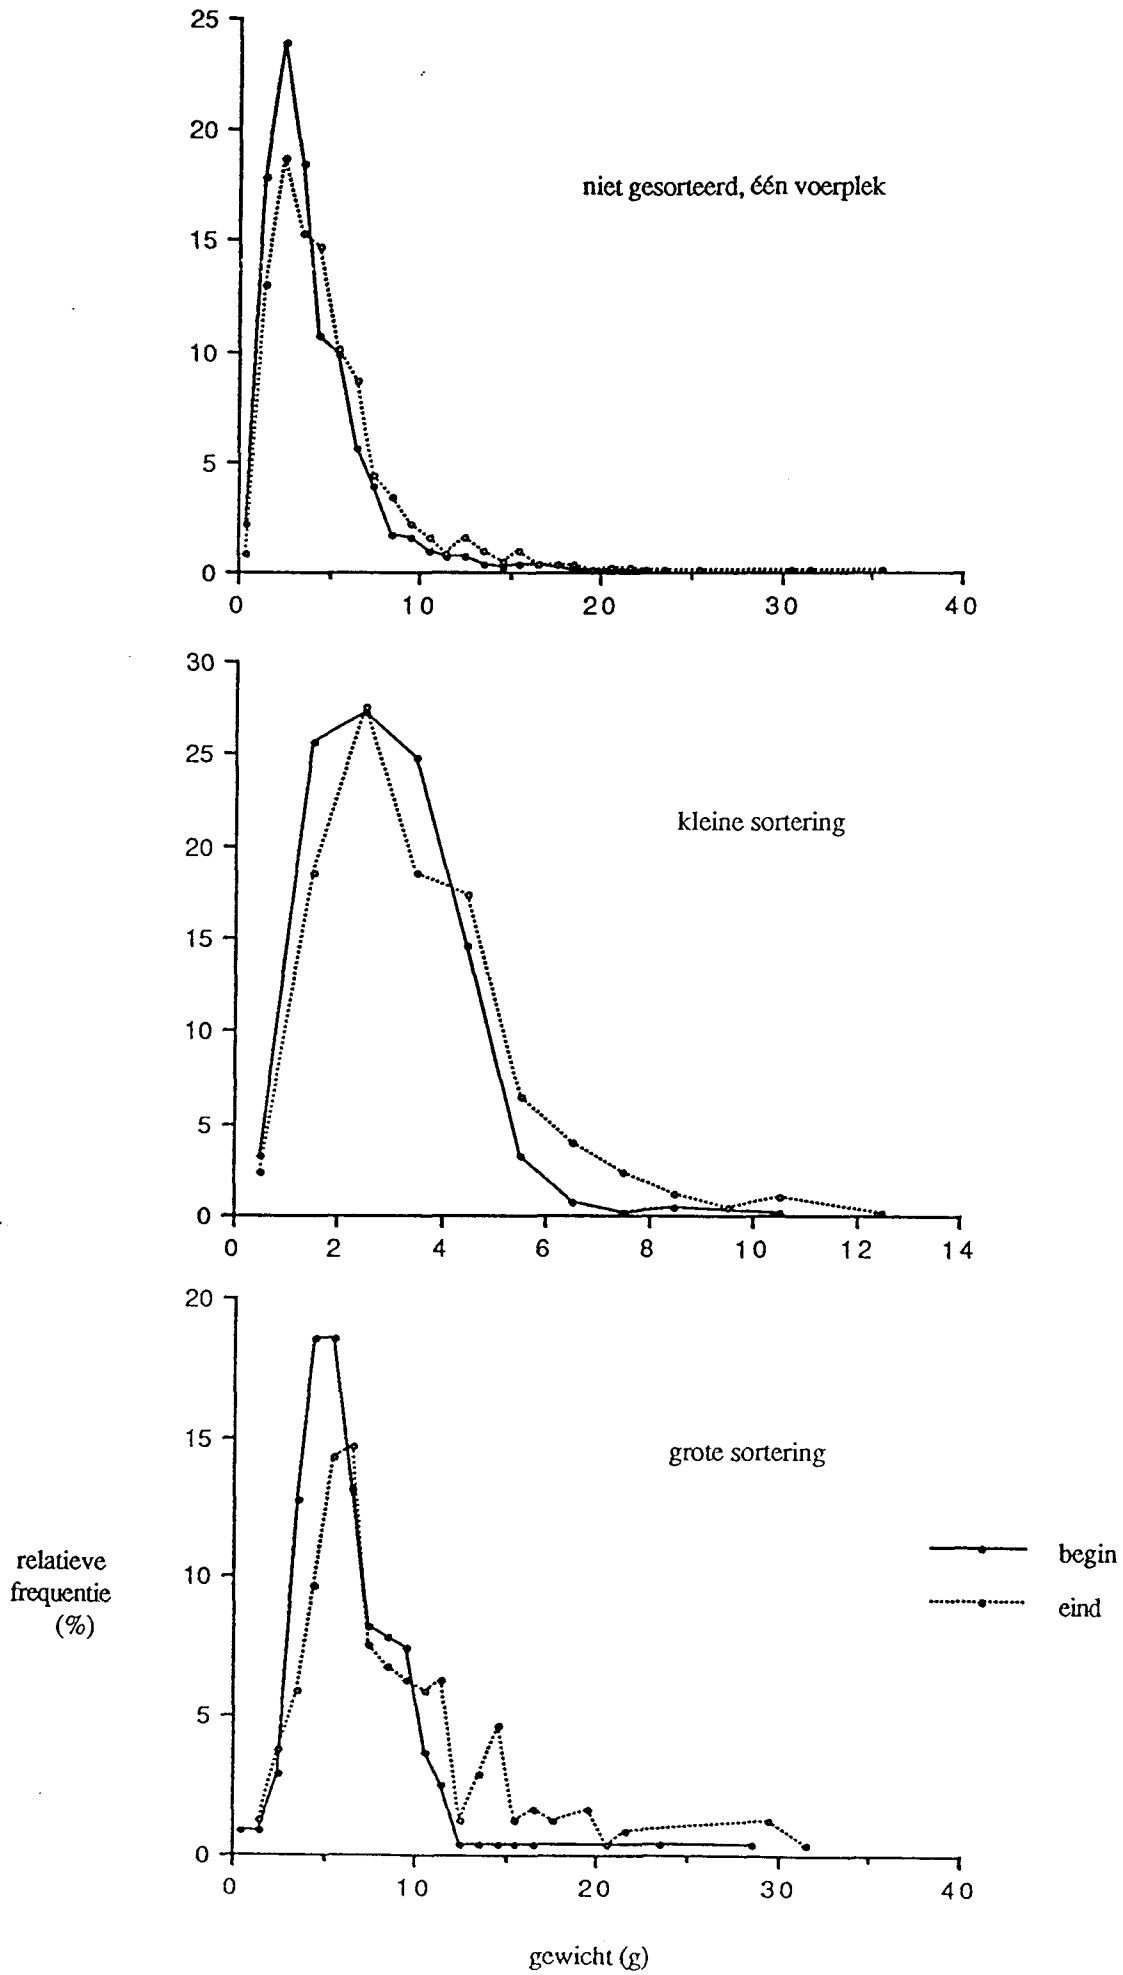 25
20
15
10
5
0
niet gesorteerd, één voerplek
0 10 20 30 40
30
25
20
15
10
5
0
kleine sortering
0 2 4 6 8 10 12 14
20
15
10
5
0
grote sortering
relatieve
frequentie
(%)
begin
eind
0 10 20 30 40
gewicht (g)